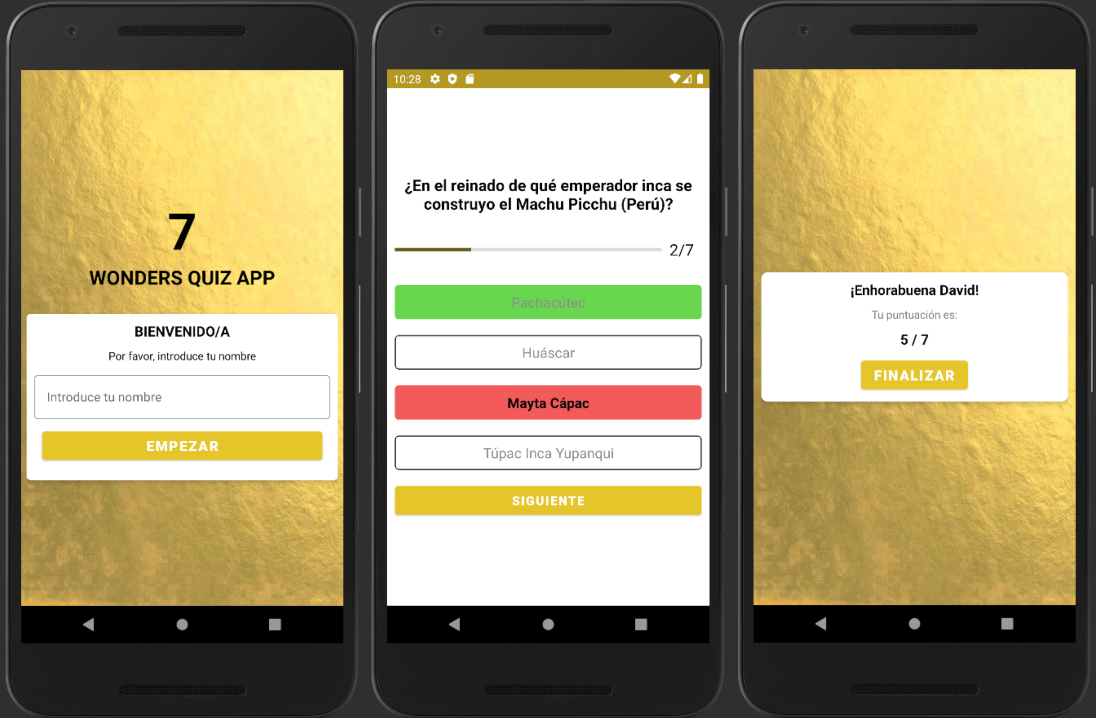 7
WONDERS QUIZ APP
BIENVENIDO/A
Por favor, introduce tu nombre
Introduce tu nombre
EMPEZAR
10:28
¿En el reinado de qué emperador inca se
construyo el Machu Picchu (Perú)?
2/7
Pachacútec
Huáscar
Mayta Cápac
Túpac Inca Yupanqui
SIGUIENTE
¡Enhorabuena David!
Tu puntuación es:
5 / 7
FINALIZAR